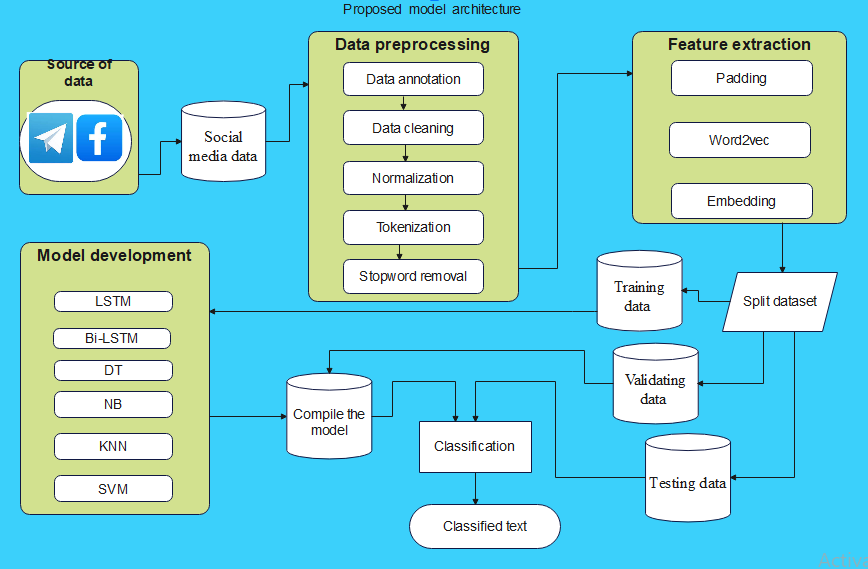 Proposed model architecture
Source of
data
Social
media data
Data preprocessing
Data annotation
Data cleaning
Normalization
Tokenization
Stopword removal
Feature extraction
Padding
Word2vec
Embedding
Split dataset
Training
data
Validating
data
Testing data
Model development
LSTM
Bi-LSTM
DT
NB
KNN
SVM
Compile the
model
Classification
Classified text